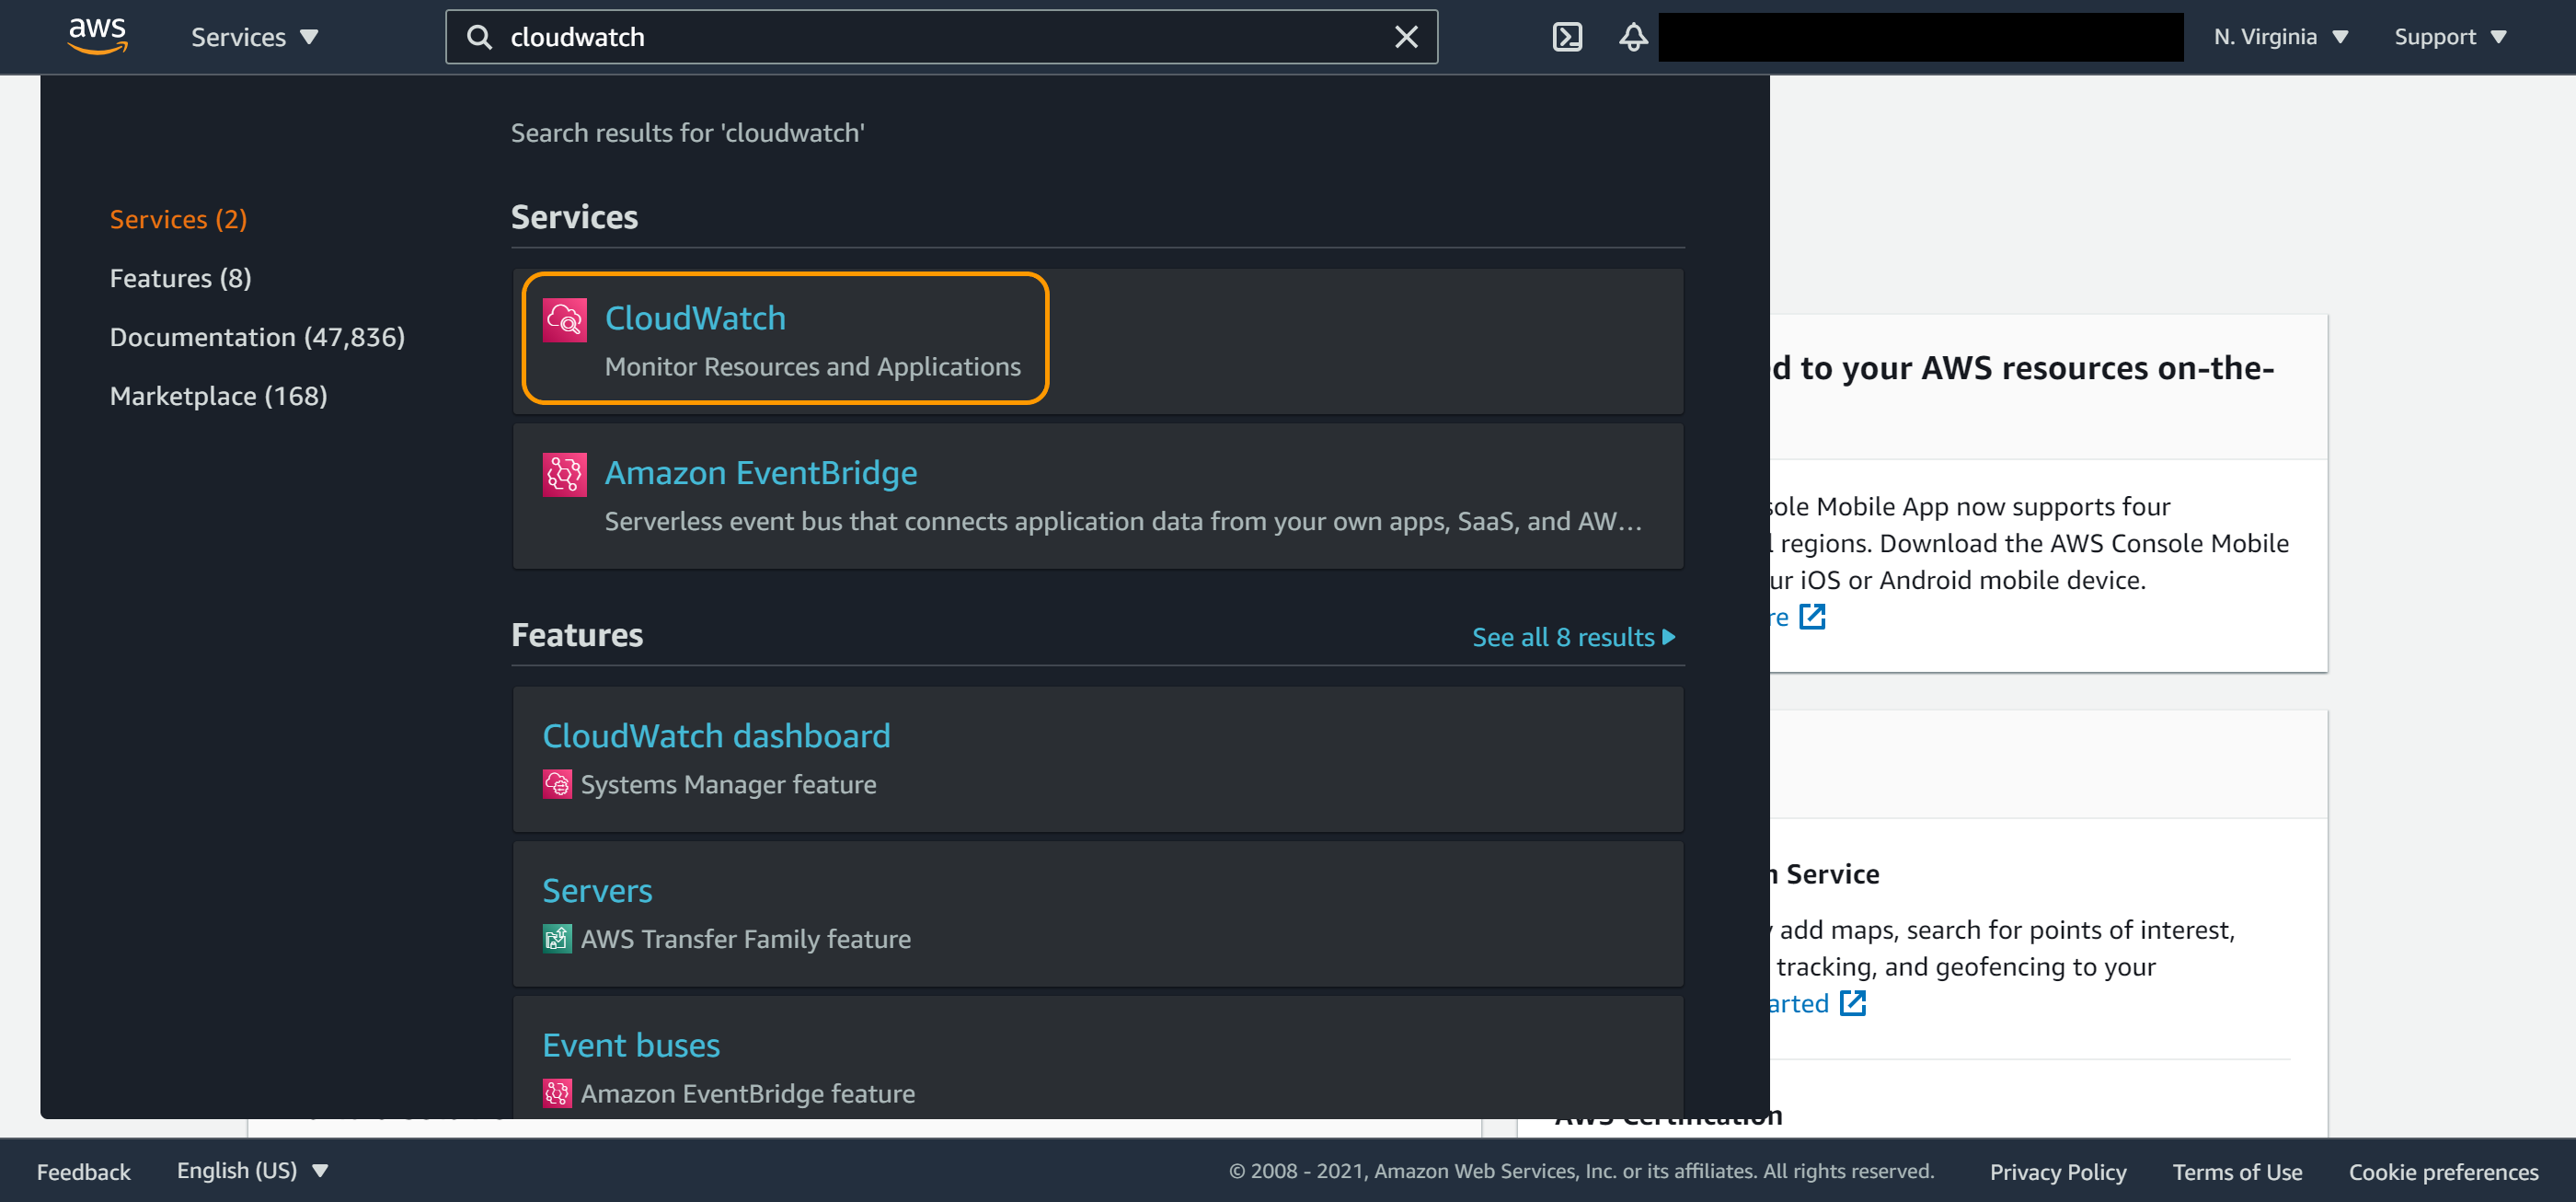 aws
Services
cloudwatch
N. Virginia
Support
Search results for 'cloudwatch'
Services (2)
Features (8)
Documentation (47,836)
Marketplace (168)
Services
CloudWatch
Monitor Resources and Applications
Amazon EventBridge
Serverless event bus that connects application data from your own apps, SaaS, and AW...
Features
See all 8 results
CloudWatch dashboard
Systems Manager feature
Servers
AWS Transfer Family feature
Event buses
Amazon EventBridge feature
d to your AWS resources on-the-
sole Mobile App now supports four
l regions. Download the AWS Console Mobile
ur iOS or Android mobile device.
re
n Service
y add maps, search for points of interest,
tracking, and geofencing to your
arted
AWS Certification
Feedback
English (US)
© 2008 - 2021, Amazon Web Services, Inc. or its affiliates. All rights reserved.
Privacy Policy
Terms of Use
Cookie preferences